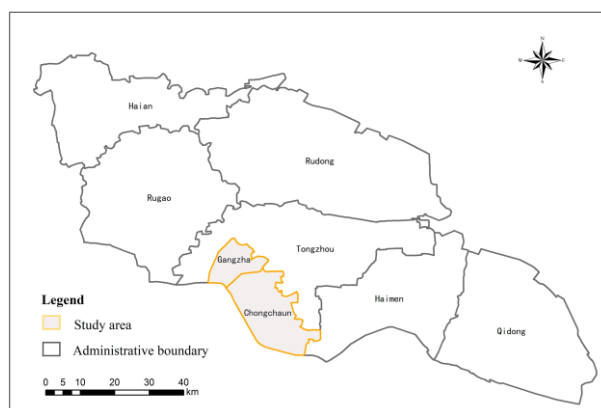 N
W
E
S
Haian
Rudong
Rugao
Tongzhou
Gangzha
Haimen
Chongchaun
Qidong
Legend
Study area
Administrative boundary
0 5 10 20 30 40
km